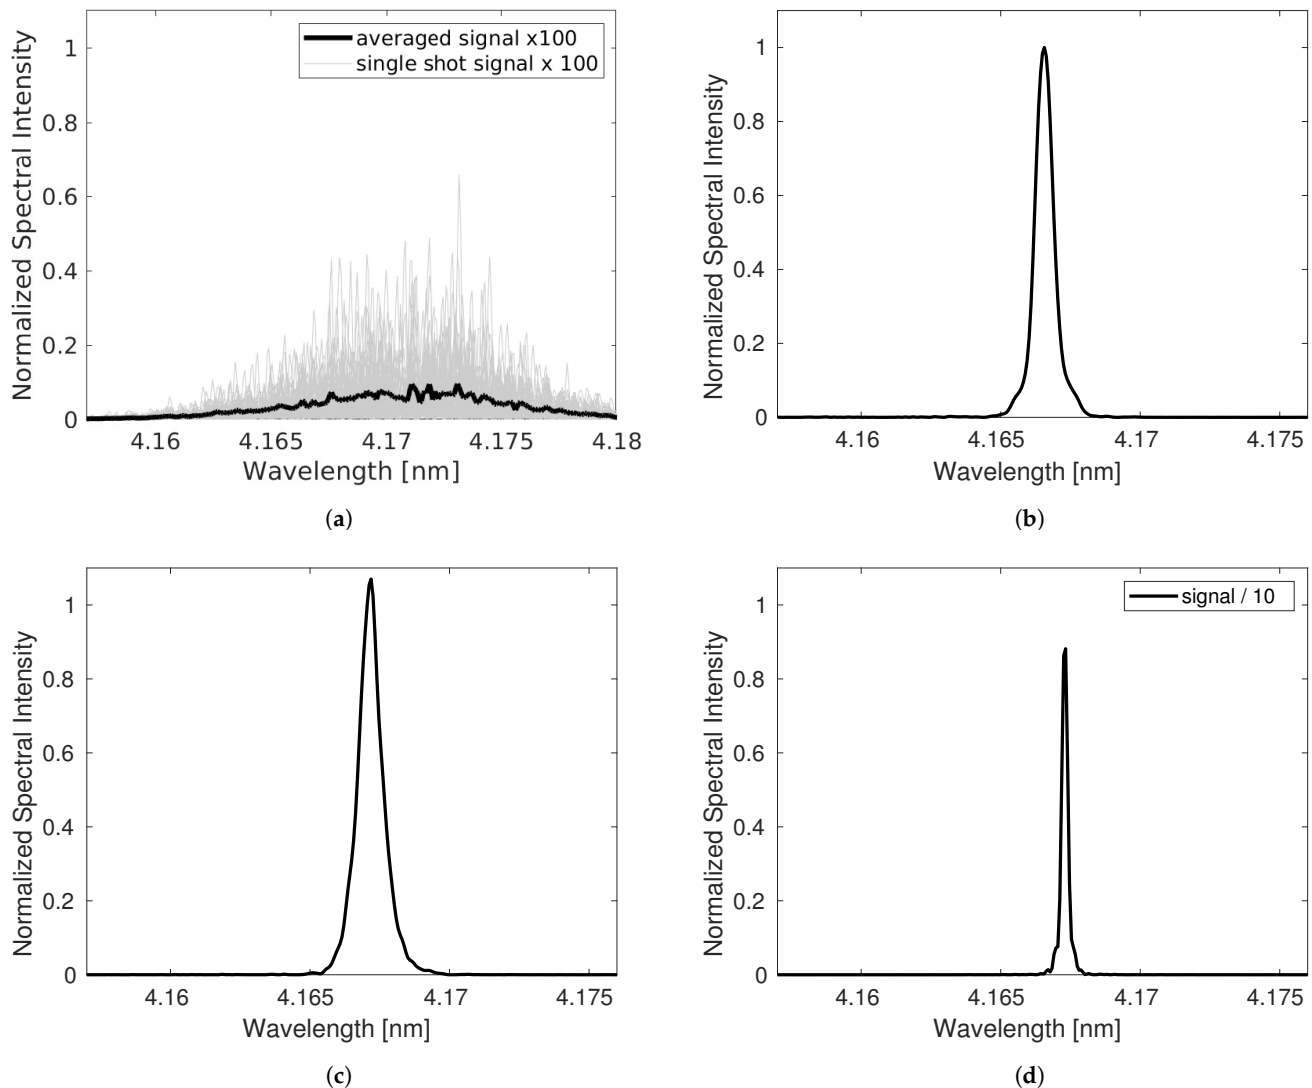 averaged signal x100
single shot signal x 100
Normalized Spectral Intensity
1
0.8
0.6
0.4
0.2
0
4.16 4.165 4.17 4.175 4.18
Wavelength [nm]
(a)
Normalized Spectral Intensity
1
0.8
0.6
0.4
0.2
0
4.16 4.165 4.17 4.175
Wavelength [nm]
(b)
Normalized Spectral Intensity
1
0.8
0.6
0.4
0.2
0
4.16 4.165 4.17 4.175
Wavelength [nm]
(c)
signal / 10
Normalized Spectral Intensity
1
0.8
0.6
0.4
0.2
0
4.16 4.165 4.17 4.175
Wavelength [nm]
(d)